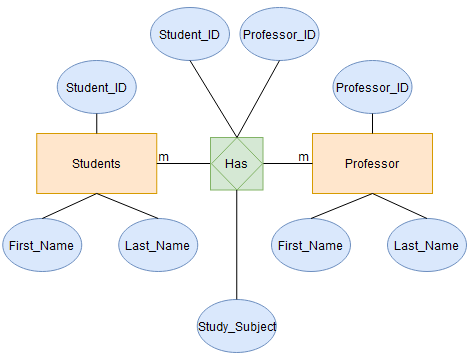 Student_ID
Professor_ID
Student_ID
Professor_ID
Students
m
Has
m
Professor
First_Name
Last_Name
First_Name
Last_Name
Study_Subject